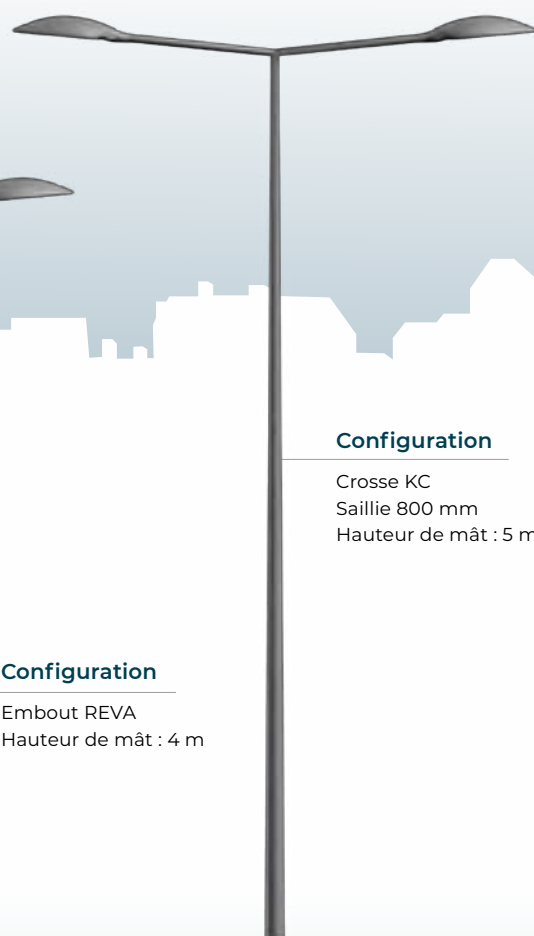 Configuration
Crosse KC
Saillie 800 mm
Hauteur de mât : 5 m
Configuration
Embout REVA
Hauteur de mât : 4 m